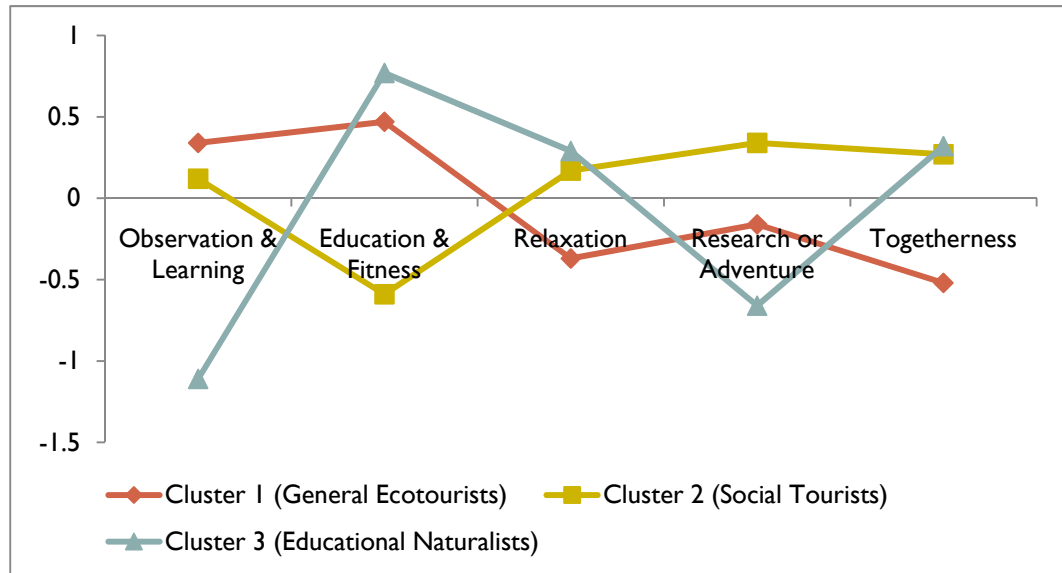 1
0.5
0
Observation &
Learning
Education &
Fitness
Relaxation
Research or
Adventure
Togetherness
-0.5
-1
-1.5
Cluster 1 (General Ecotourists)
Cluster 2 (Social Tourists)
Cluster 3 (Educational Naturalists)